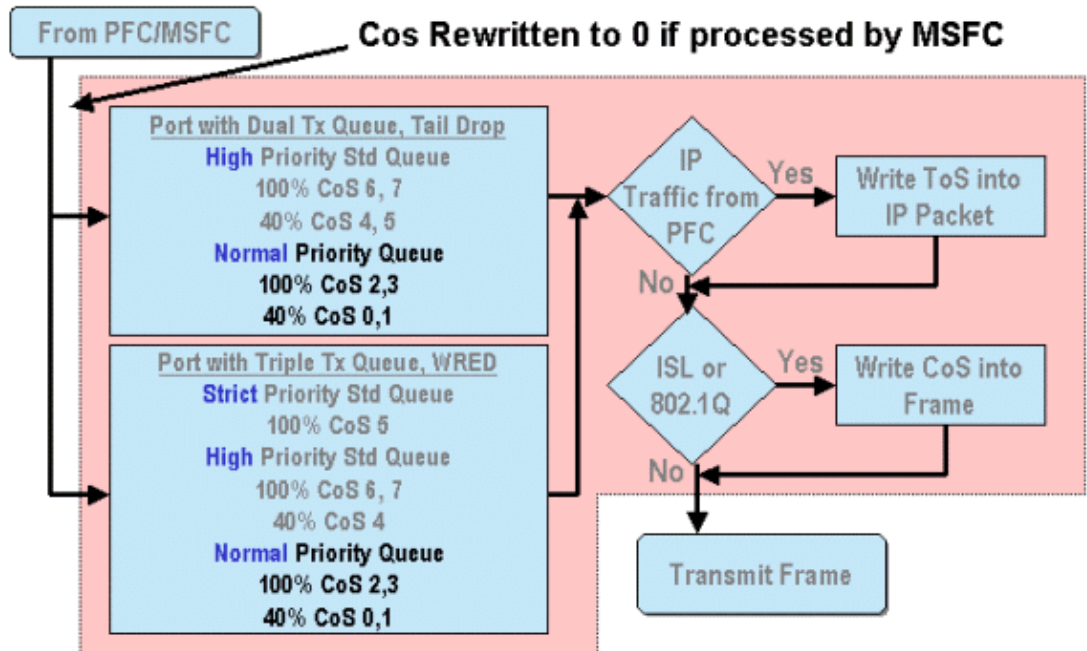 From PFC/MSFC
Cos Rewritten to 0 if processed by MSFC
Port with Dual Tx Queue, Tail Drop
High Priority Std Queue
100% CoS 6, 7
40% CoS 4, 5
Normal Priority Queue
100% CoS 2,3
40% CoS 0,1
Port with Triple Tx Queue, WRED
Strict Priority Std Queue
100% CoS 5
High Priority Std Queue
100% CoS 6, 7
40% CoS 4
Normal Priority Queue
100% CoS 2,3
40% CoS 0,1
IP
Traffic from
PFC
Yes
Write ToS into
IP Packet
No
ISL or
802.1Q
Yes
Write CoS into
Frame
No
Transmit Frame